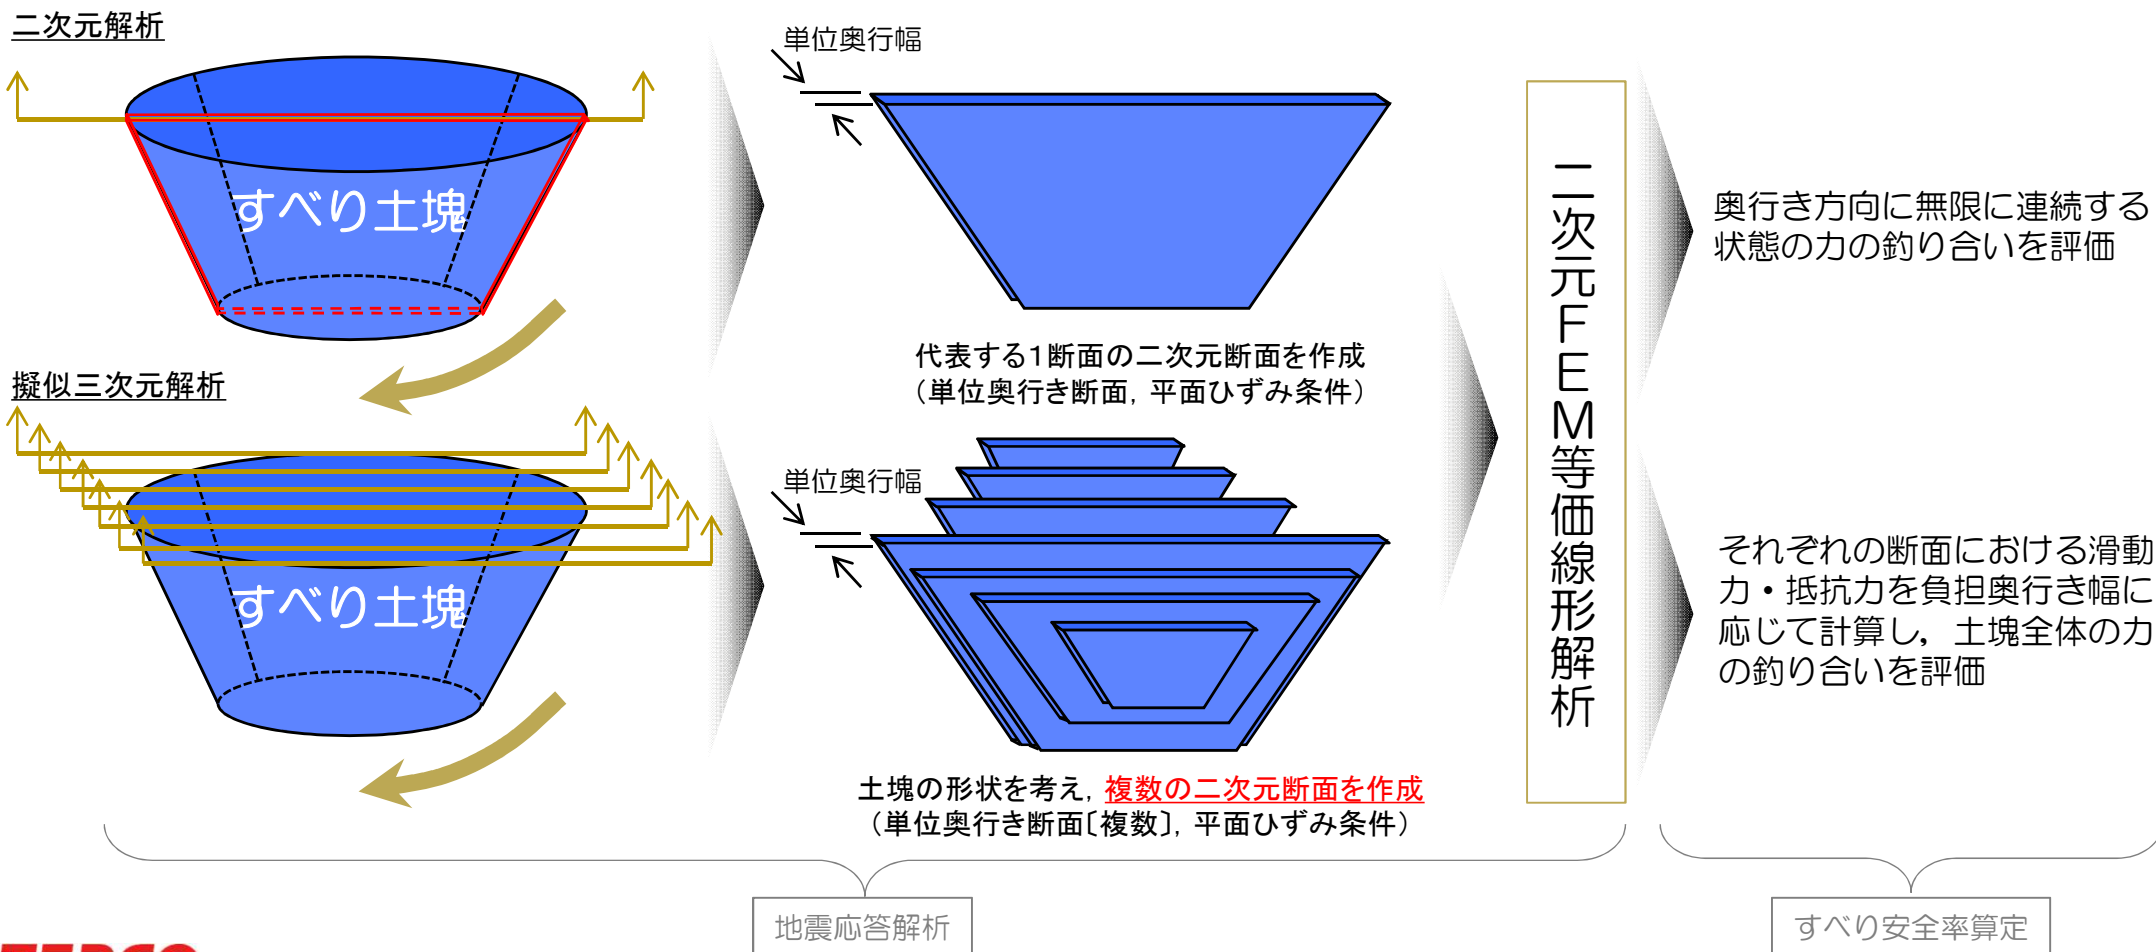 二次元解析
単位奥行幅
すべり土塊
代表する1断面の二次元断面を作成
（単位奥行き断面，平面ひずみ条件）
擬似三次元解析
単位奥行幅
すべり土塊
土塊の形状を考え，複数の二次元断面を作成
（単位奥行き断面〔複数〕，平面ひずみ条件）
二次元ＦＥＭ等価線形解析
奥行き方向に無限に連続する
状態の力の釣り合いを評価
それぞれの断面における滑動
力・抵抗力を負担奥行き幅に
応じて計算し，土塊全体の力
の釣り合いを評価
地震応答解析
すべり安全率算定